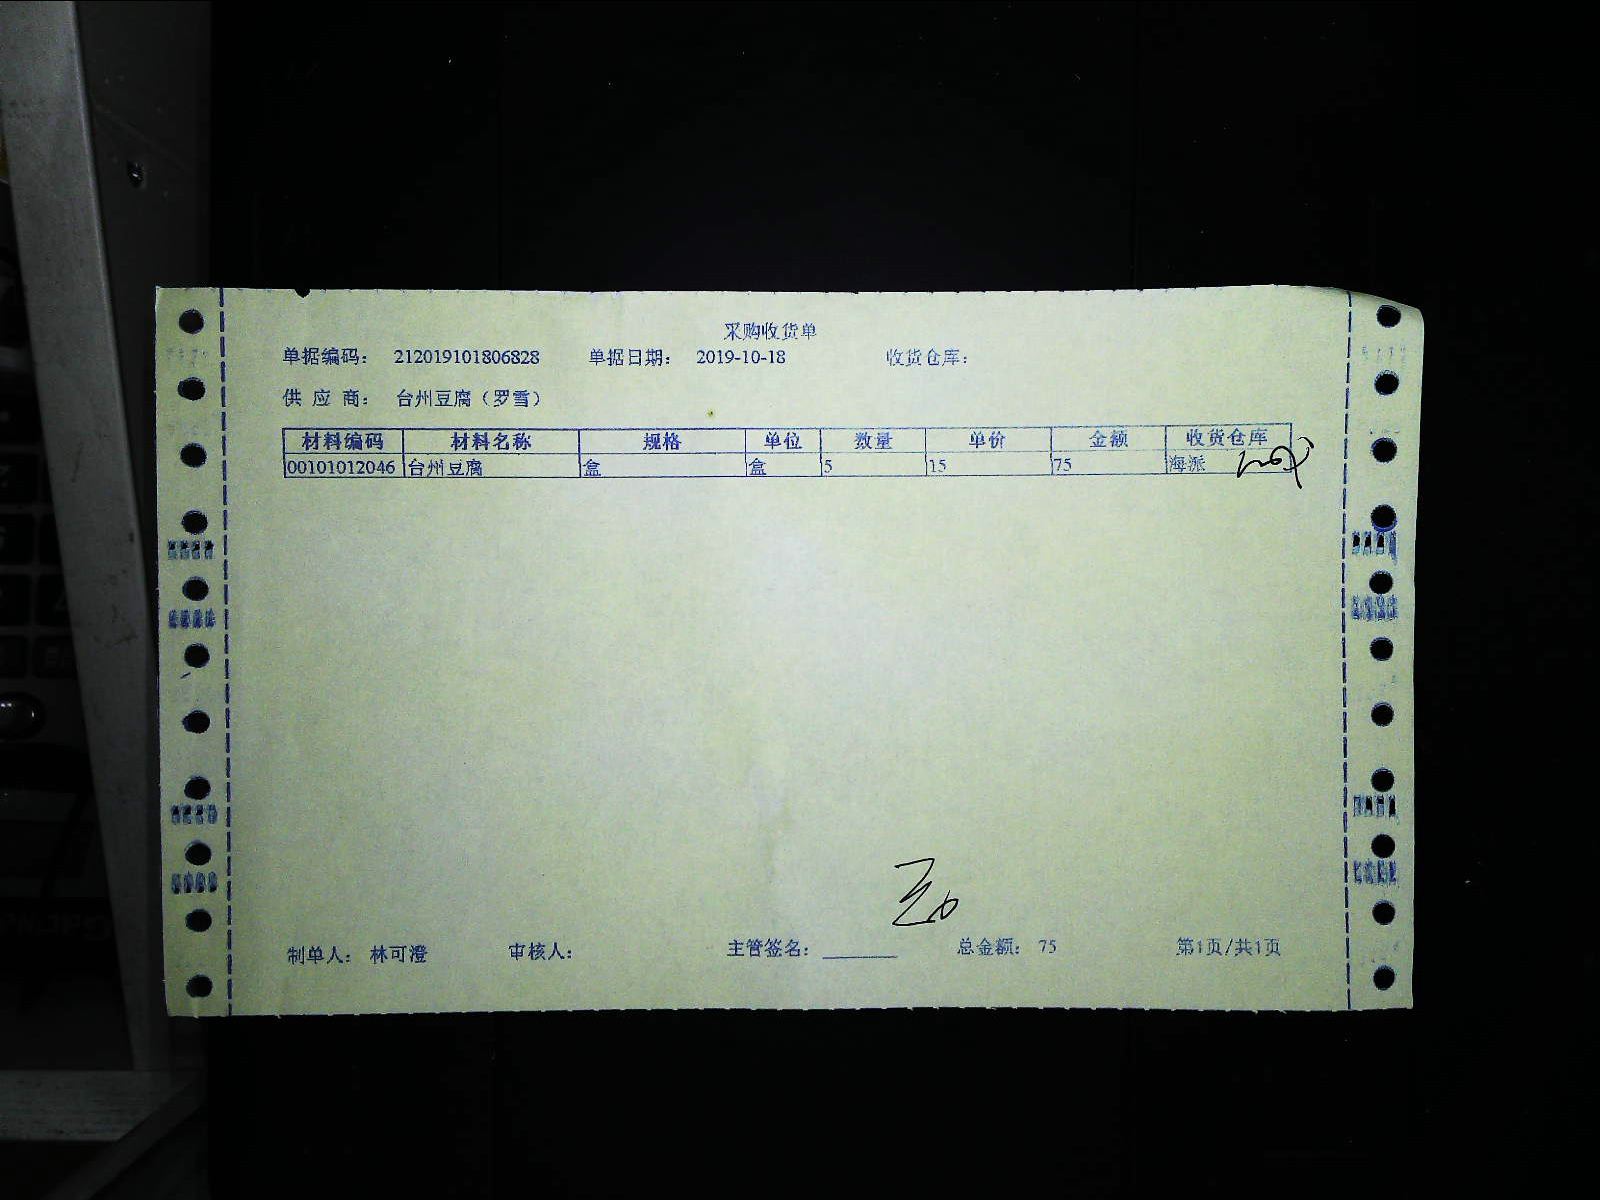 采购收货单
单据编码： 212019101806828 单据日期： 2019-10-18 收货仓库：
供 应 商： 台州豆腐（罗雪）
材料编码 材料名称 规格 单位 数量 单价 金额 收货仓库
00101012046 台州豆腐 盒 盒 5 15 75 海派
制单人： 林可澄 审核人： 主管签名： 总金额： 75 第1页/共1页